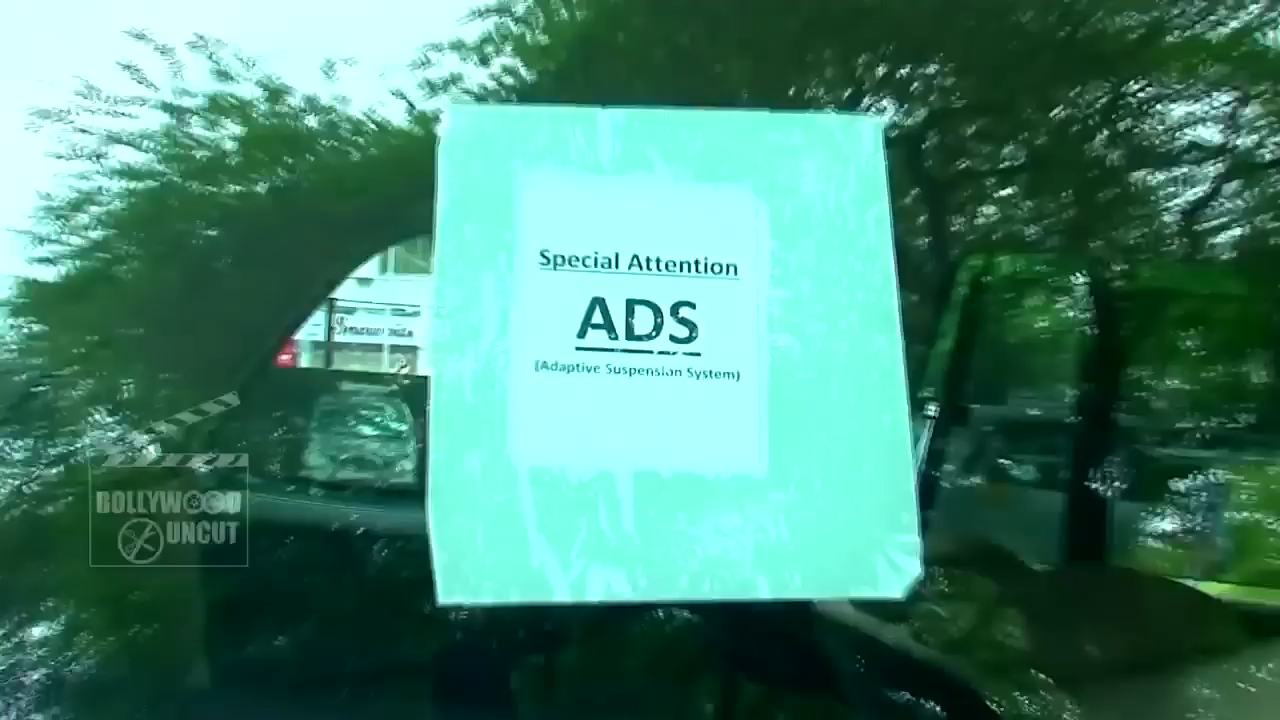 Special Attention
ADS
(Adaptive Suspension System)
BOLLYWOOD
UNCUT